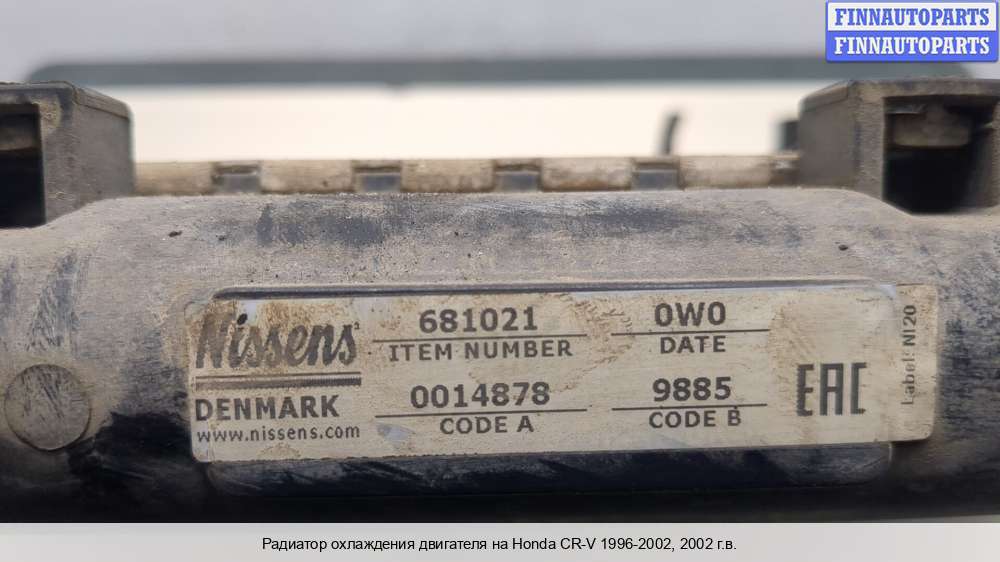 FINNAUTOPARTS
FINNAUTOPARTS
Nissens
DENMARK
www.nissens.com
681021
ITEM NUMBER
0014878
CODE A
0W0
DATE
9885
CODE B
EAC
Label: NI20
Радиатор охлаждения двигателя на Honda CR-V 1996-2002, 2002 г.в.